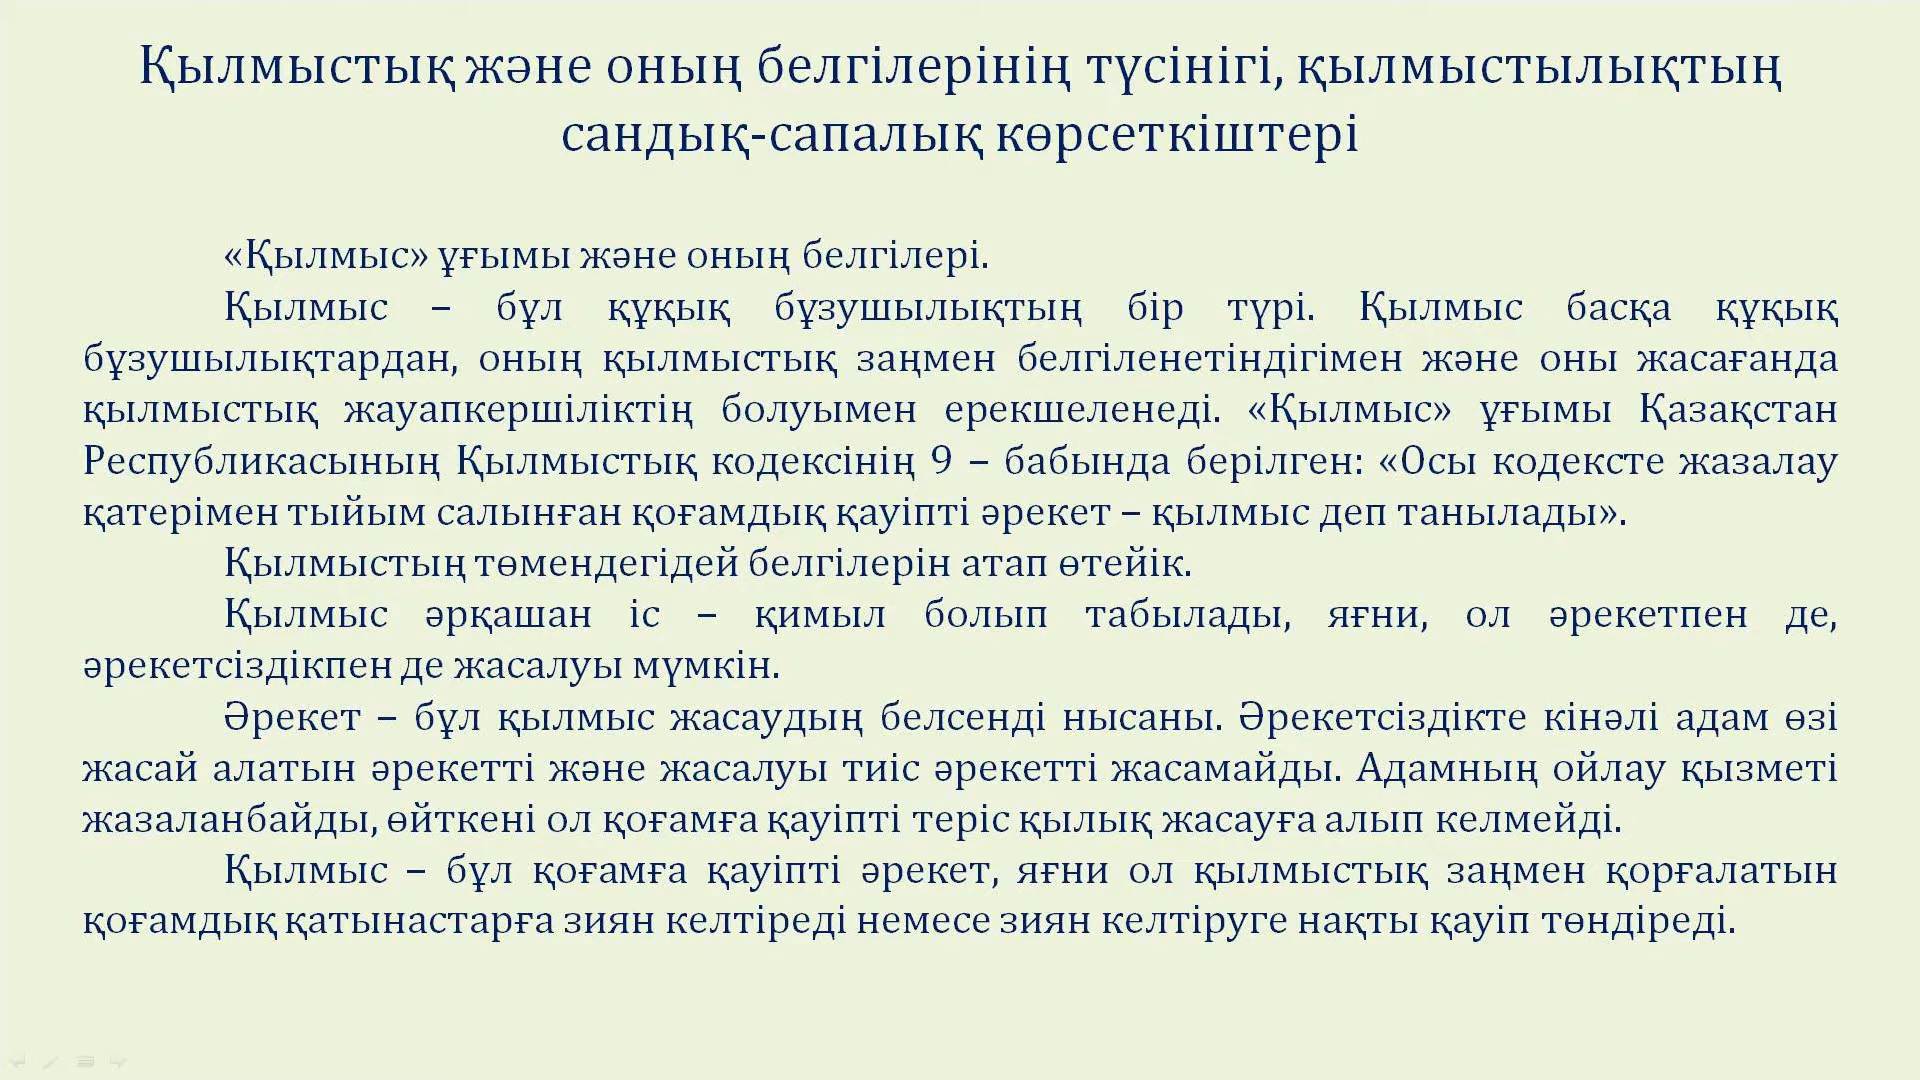 Қылмыстық және оның белгілерінің түсінігі, қылмыстылықтың
сандық-сапалық көрсеткіштері
«Қылмыс» ұғымы және оның белгілері.
Қылмыс – бұл құқық бұзушылықтың бір түрі. Қылмыс басқа құқық
бұзушылықтардан, оның қылмыстық заңмен белгіленетіндігімен және оны жасағанда
қылмыстық жауапкершіліктің болуымен ерекшеленеді. «Қылмыс» ұғымы Қазақстан
Республикасының Қылмыстық кодексінің 9 – бабында берілген: «Осы кодексте жазалау
қатерімен тыйым салынған қоғамдық қауіпті әрекет – қылмыс деп танылады».
Қылмыстың төмендегідей белгілерін атап өтейік.
Қылмыс әрқашан іс – қимыл болып табылады, яғни, ол әрекетпен де,
әрекетсіздікпен де жасалуы мүмкін.
Әрекет – бұл қылмыс жасаудың белсенді нысаны. Әрекетсіздікте кінәлі адам өзі
жасай алатын әрекетті және жасалуы тиіс әрекетті жасамайды. Адамның ойлау қызметі
жазаланбайды, өйткені ол қоғамға қауіпті теріс қылық жасауға алып келмейді.
Қылмыс – бұл қоғамға қауіпті әрекет, яғни ол қылмыстық заңмен қорғалатын
қоғамдық қатынастарға зиян келтіреді немесе зиян келтіруге нақты қауіп төндіреді.